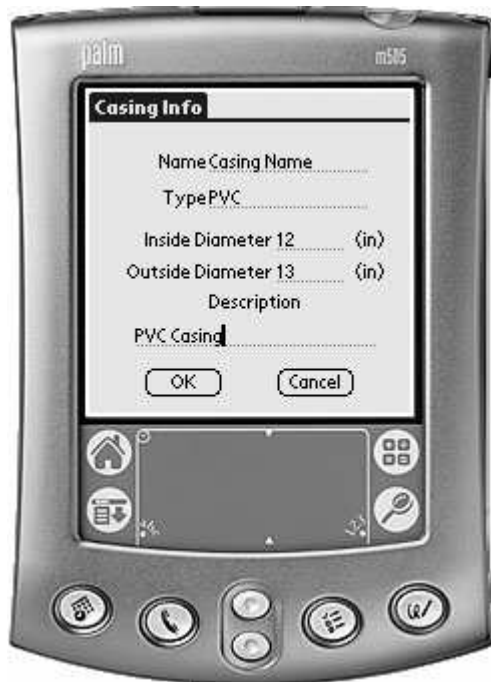 palm
m505
Casing Info
Name Casing Name
Type PVC
Inside Diameter 12 (in)
Outside Diameter 13 (in)
Description
PVC Casing
OK Cancel